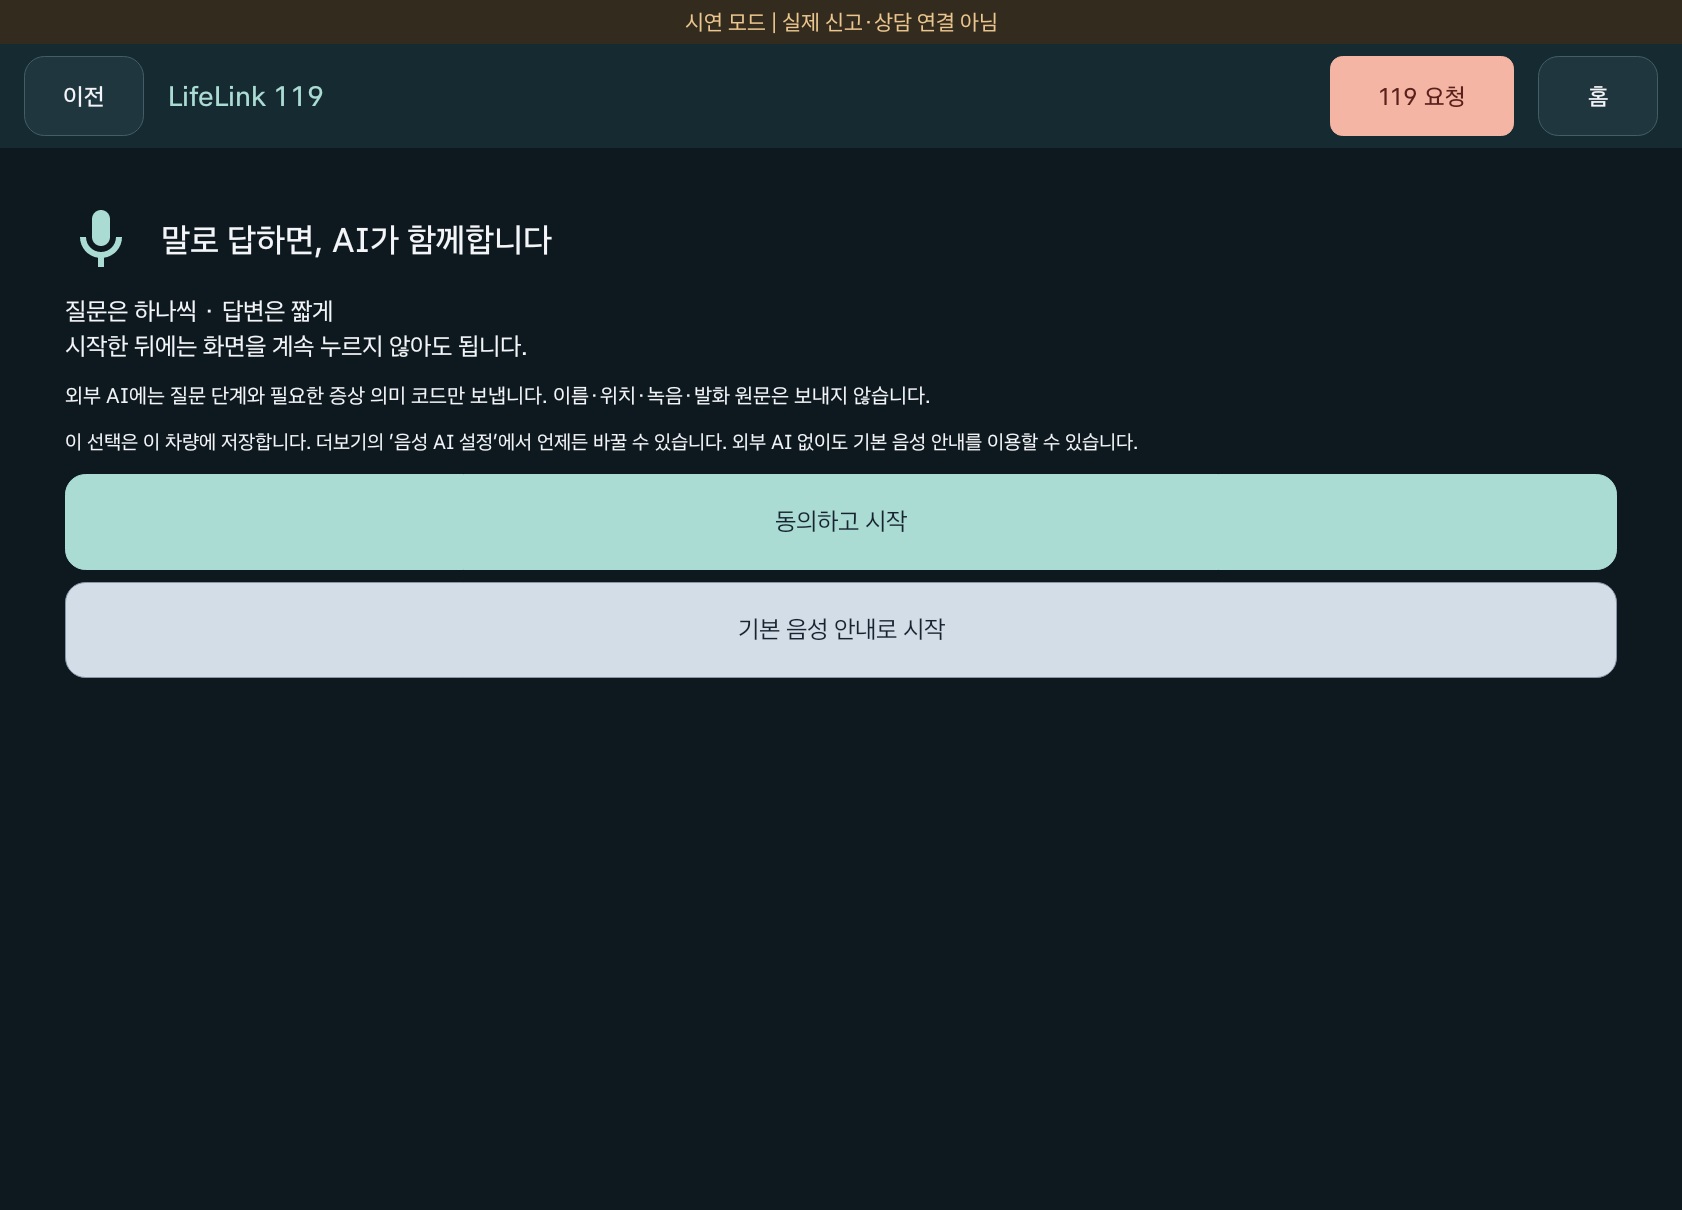 시연 모드 | 실제 신고·상담 연결 아님
이전
LifeLink 119
119 요청
홈
말로 답하면, AI가 함께합니다
질문은 하나씩 · 답변은 짧게
시작한 뒤에는 화면을 계속 누르지 않아도 됩니다.
외부 AI에는 질문 단계와 필요한 증상 의미 코드만 보냅니다. 이름·위치·녹음·발화 원문은 보내지 않습니다.
이 선택은 이 차량에 저장합니다. 더보기의 ‘음성 AI 설정’에서 언제든 바꿀 수 있습니다. 외부 AI 없이도 기본 음성 안내를 이용할 수 있습니다.
동의하고 시작
기본 음성 안내로 시작